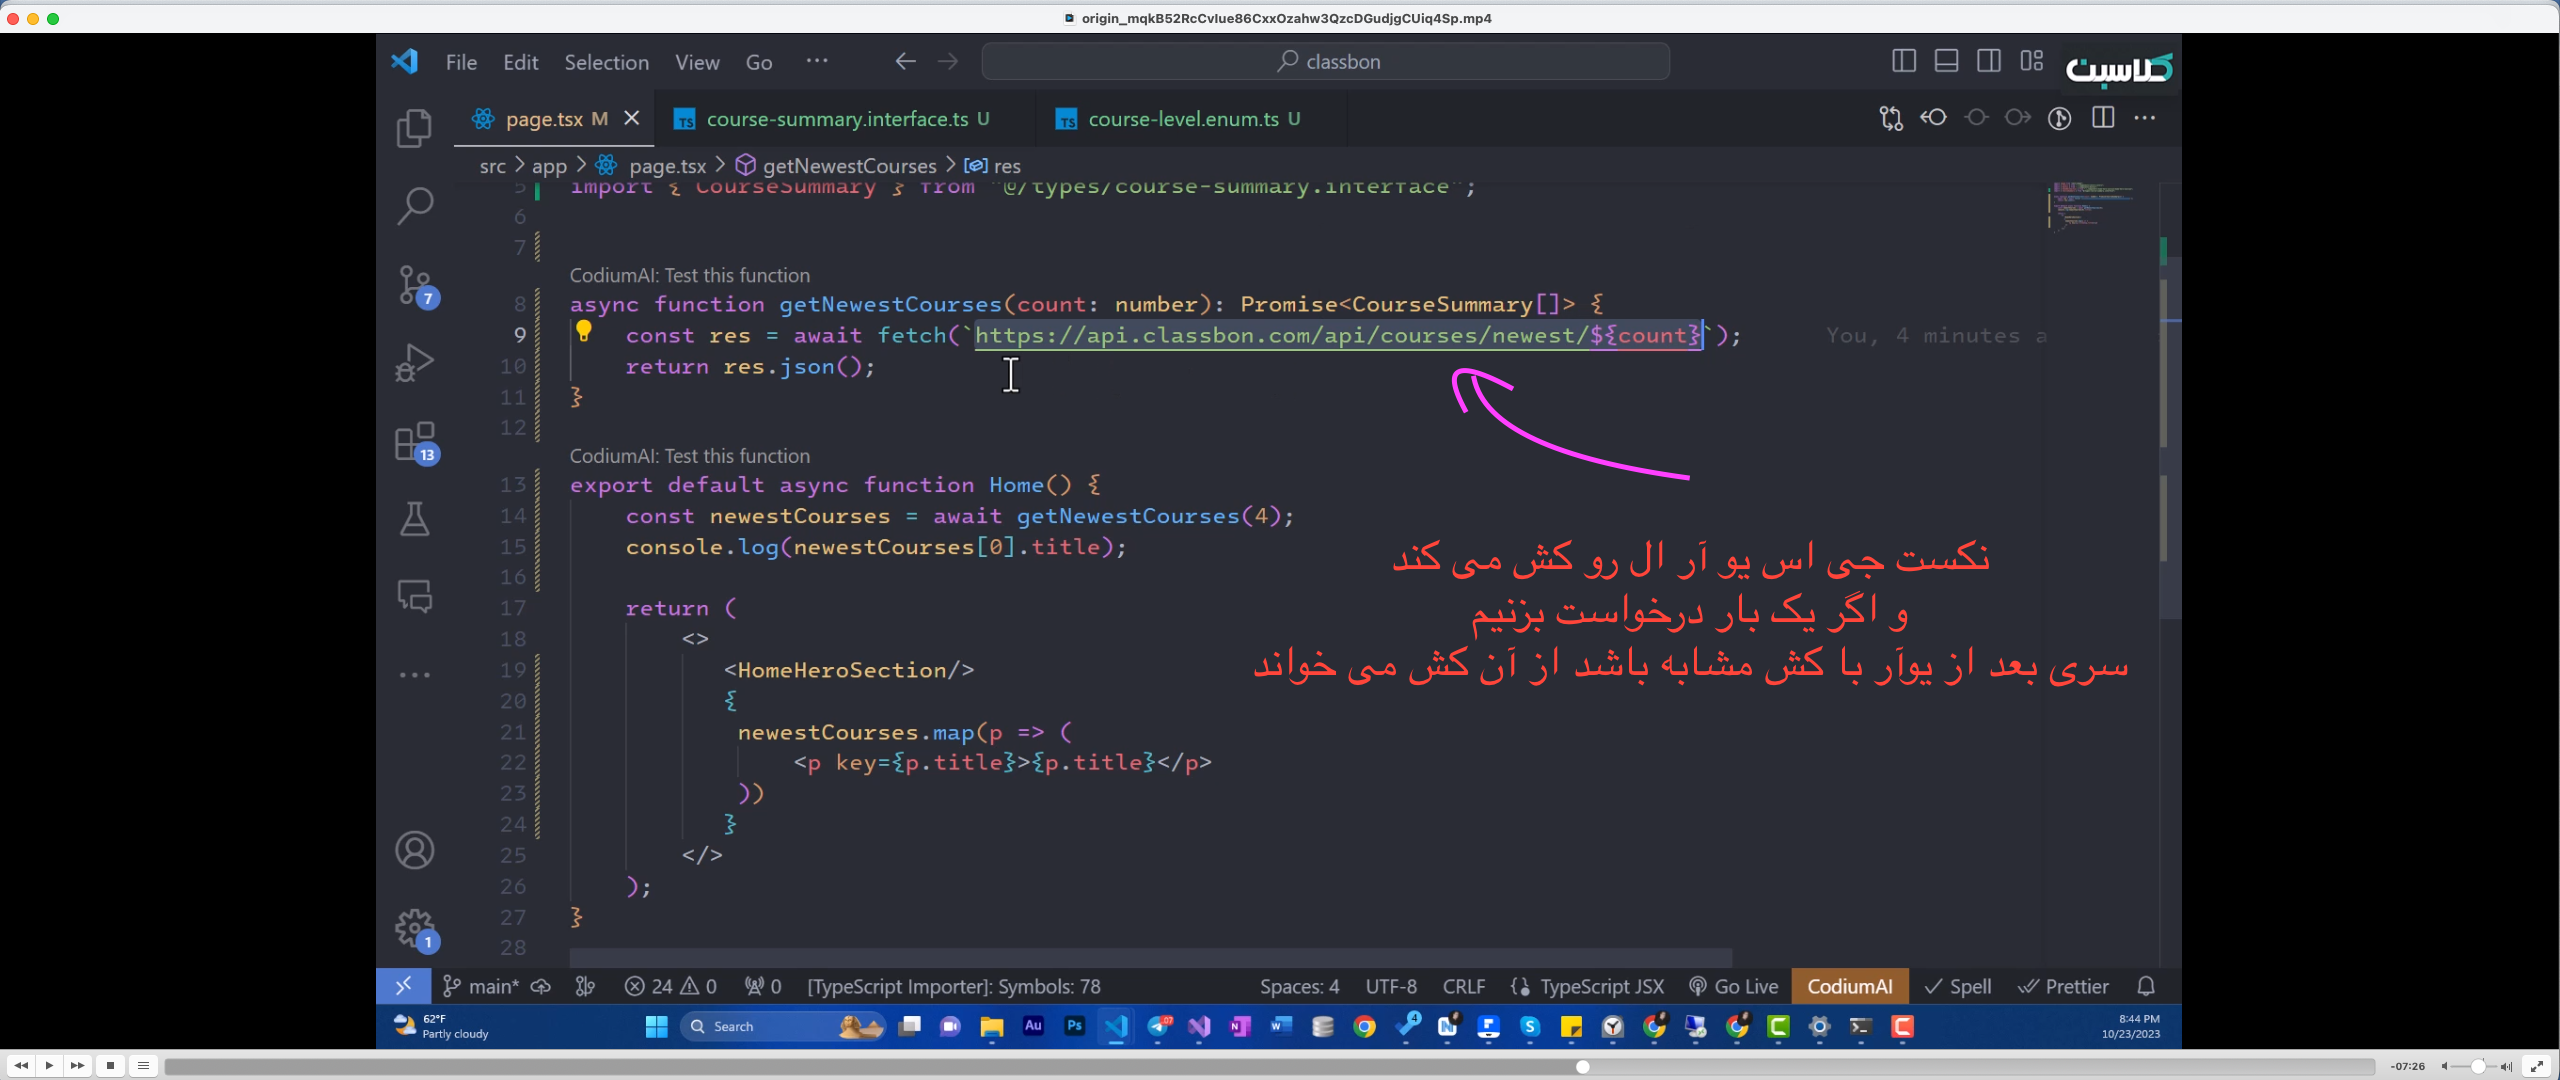 origin_mqkB52RcCvlue86CxxOzahw3QzcDGudjgCUiq4Sp.mp4
File Edit Selection View Go ··· classbon
کلاسبن
page.tsx M course-summary.interface.ts U course-level.enum.ts U
src > app > page.tsx > getNewestCourses > res
5 import { CourseSummary } from "@/types/course-summary.interface";
6
7
CodiumAI: Test this function
8 async function getNewestCourses(count: number): Promise<CourseSummary[]> {
9 const res = await fetch(`https://api.classbon.com/api/courses/newest/${count}`); You, 4 minutes a
10 return res.json();
11 }
12
CodiumAI: Test this function
13 export default async function Home() {
14 const newestCourses = await getNewestCourses(4);
15 console.log(newestCourses[0].title);
16
نکست جی اس یو آر ال رو کش می کند
17 return (
و اگر یک بار درخواست بزنیم
18 <>
19 <HomeHeroSection/>
سری بعد از یوآر با کش مشابه باشد از آن کش می خواند
20 {
21 newestCourses.map(p => (
22 <p key={p.title}>{p.title}</p>
23 ))
24 }
25 </>
26 );
27 }
28
7
13
1
main* 24 0 0 [TypeScript Importer]: Symbols: 78 Spaces: 4 UTF-8 CRLF {} TypeScript JSX Go Live CodiumAI Spell Prettier
62°F
Partly cloudy
Search
8:44 PM
10/23/2023
-07:26